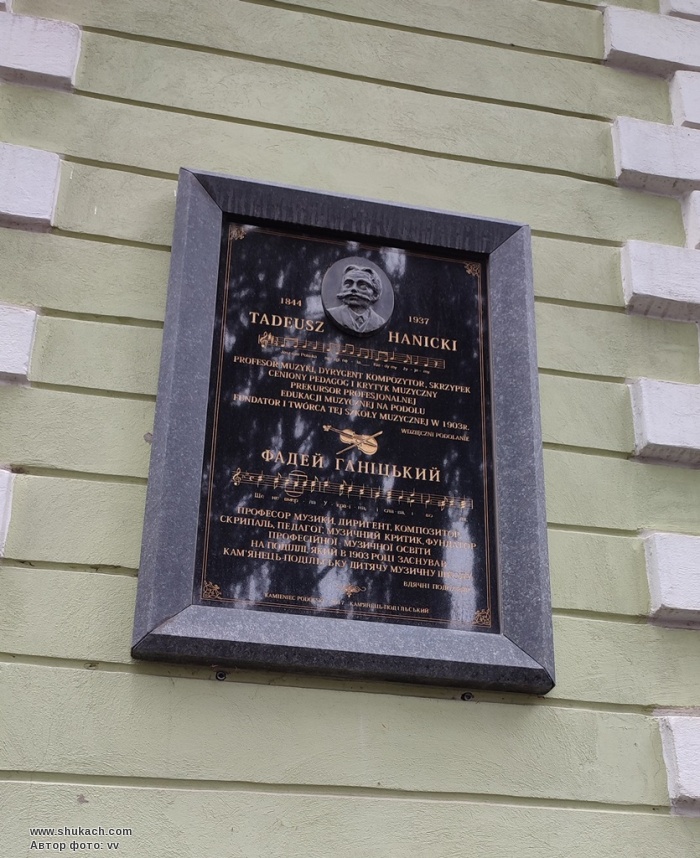 1844
1937
TADEUSZ
HANICKI
PROFESOR MUZYKI, DYRYGENT KOMPOZYTOR, SKRZYPEK
CENIONY PEDAGOG I KRYTYK MUZYCZNY
PREKURSOR PROFESJONALNEJ
EDUKACJI MUZYCZNEJ NA PODOLU
FUNDATOR I TWÓRCA TEJ SZKOŁY MUZYCZNEJ W 1903R.
WDZIĘCZNI PODOLANIE
ФАДЕЙ ГАНІЦЬКИЙ
ПРОФЕСОР МУЗИКИ, ДИРИГЕНТ, КОМПОЗИТОР,
СКРИПАЛЬ, ПЕДАГОГ, МУЗИЧНИЙ КРИТИК, ФУНДАТОР
ПРОФЕСІЙНОЇ МУЗИЧНОЇ ОСВІТИ
НА ПОДІЛЛІ, ЯКИЙ В 1903 РОЦІ ЗАСНУВАВ
КАМ'ЯНЕЦЬ-ПОДІЛЬСЬКУ ДИТЯЧУ МУЗИЧНУ
ВДЯЧНІ
KAMIENIEC КАМ'ЯНЕЦЬ-ПОДІЛЬСЬКИЙ
www.shukach.com
Автор фото: vv